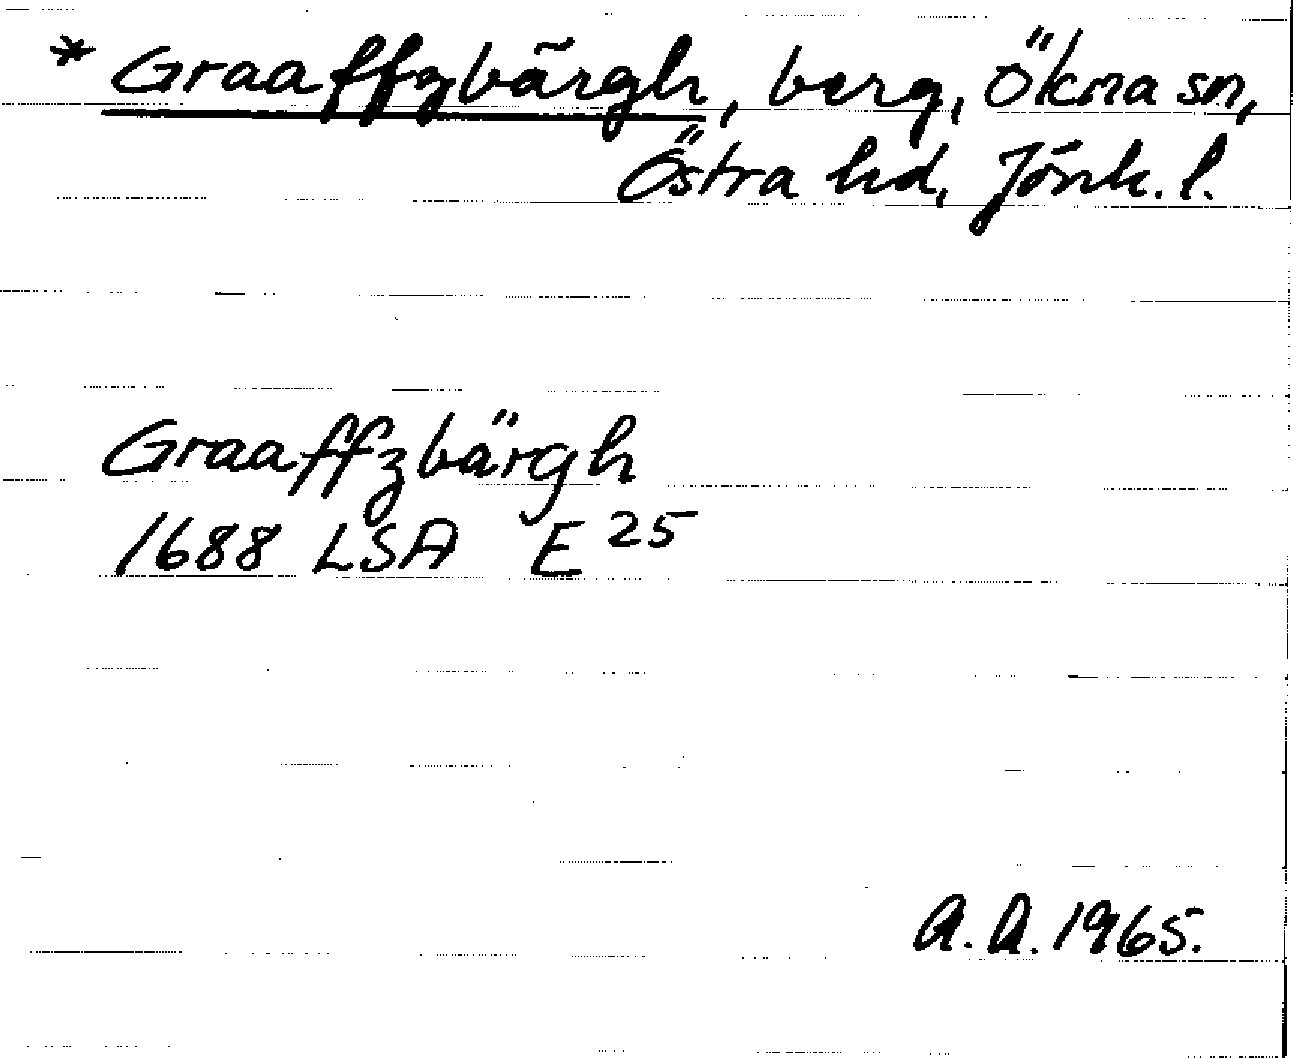 * Graaffzbärgh, berg, Ökna sn,
Östra hd, Jönk. l.
Graaffzbärgh
1688 LSA E 25
A. A. 1965.